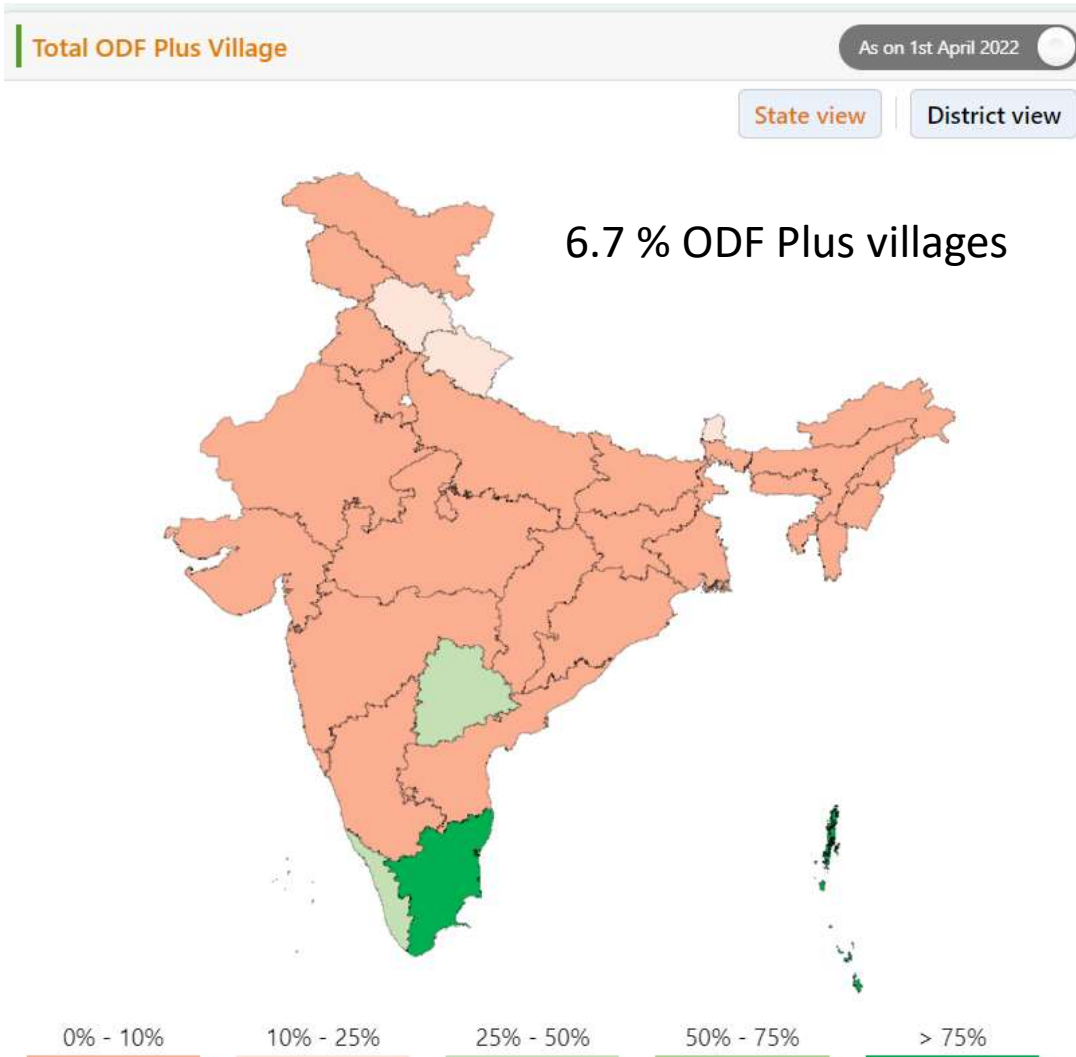 Total ODF Plus Village
As on 1st April 2022
State view
District view
6.7 % ODF Plus villages
0% - 10%
10% - 25%
25% - 50%
50% - 75%
> 75%